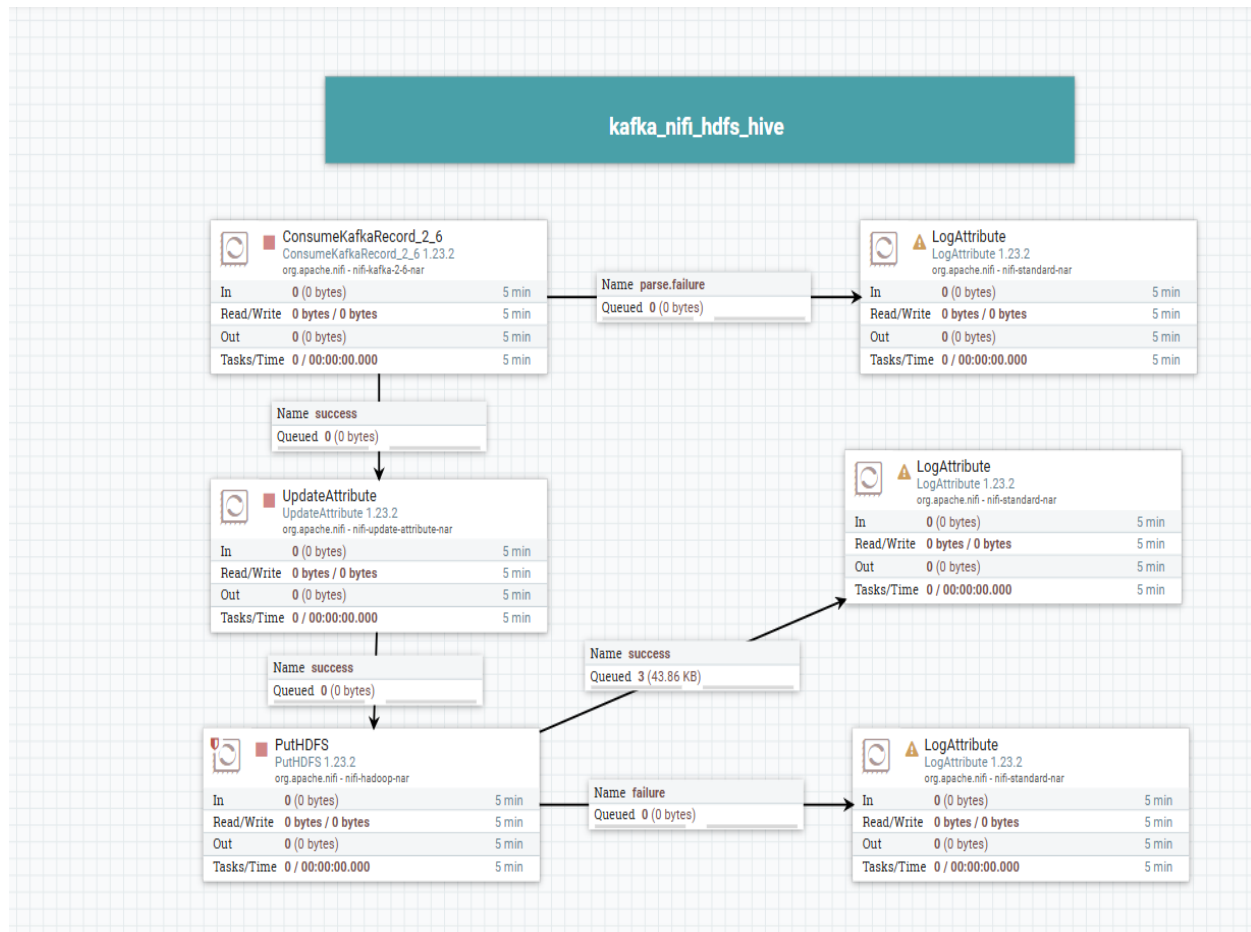 kafka_nifi_hdfs_hive
ConsumeKafkaRecord_2_6
ConsumeKafkaRecord_2_6 1.23.2
org.apache.nifi - nifi-kafka-2-6-nar
In 0 (0 bytes) 5 min
Read/Write 0 bytes / 0 bytes 5 min
Out 0 (0 bytes) 5 min
Tasks/Time 0 / 00:00:00.000 5 min
Name parse.failure
Queued 0 (0 bytes)
LogAttribute
LogAttribute 1.23.2
org.apache.nifi - nifi-standard-nar
In 0 (0 bytes) 5 min
Read/Write 0 bytes / 0 bytes 5 min
Out 0 (0 bytes) 5 min
Tasks/Time 0 / 00:00:00.000 5 min
Name success
Queued 0 (0 bytes)
UpdateAttribute
UpdateAttribute 1.23.2
org.apache.nifi - nifi-update-attribute-nar
In 0 (0 bytes) 5 min
Read/Write 0 bytes / 0 bytes 5 min
Out 0 (0 bytes) 5 min
Tasks/Time 0 / 00:00:00.000 5 min
LogAttribute
LogAttribute 1.23.2
org.apache.nifi - nifi-standard-nar
In 0 (0 bytes) 5 min
Read/Write 0 bytes / 0 bytes 5 min
Out 0 (0 bytes) 5 min
Tasks/Time 0 / 00:00:00.000 5 min
Name success
Queued 0 (0 bytes)
Name success
Queued 3 (43.86 KB)
PutHDFS
PutHDFS 1.23.2
org.apache.nifi - nifi-hadoop-nar
In 0 (0 bytes) 5 min
Read/Write 0 bytes / 0 bytes 5 min
Out 0 (0 bytes) 5 min
Tasks/Time 0 / 00:00:00.000 5 min
Name failure
Queued 0 (0 bytes)
LogAttribute
LogAttribute 1.23.2
org.apache.nifi - nifi-standard-nar
In 0 (0 bytes) 5 min
Read/Write 0 bytes / 0 bytes 5 min
Out 0 (0 bytes) 5 min
Tasks/Time 0 / 00:00:00.000 5 min